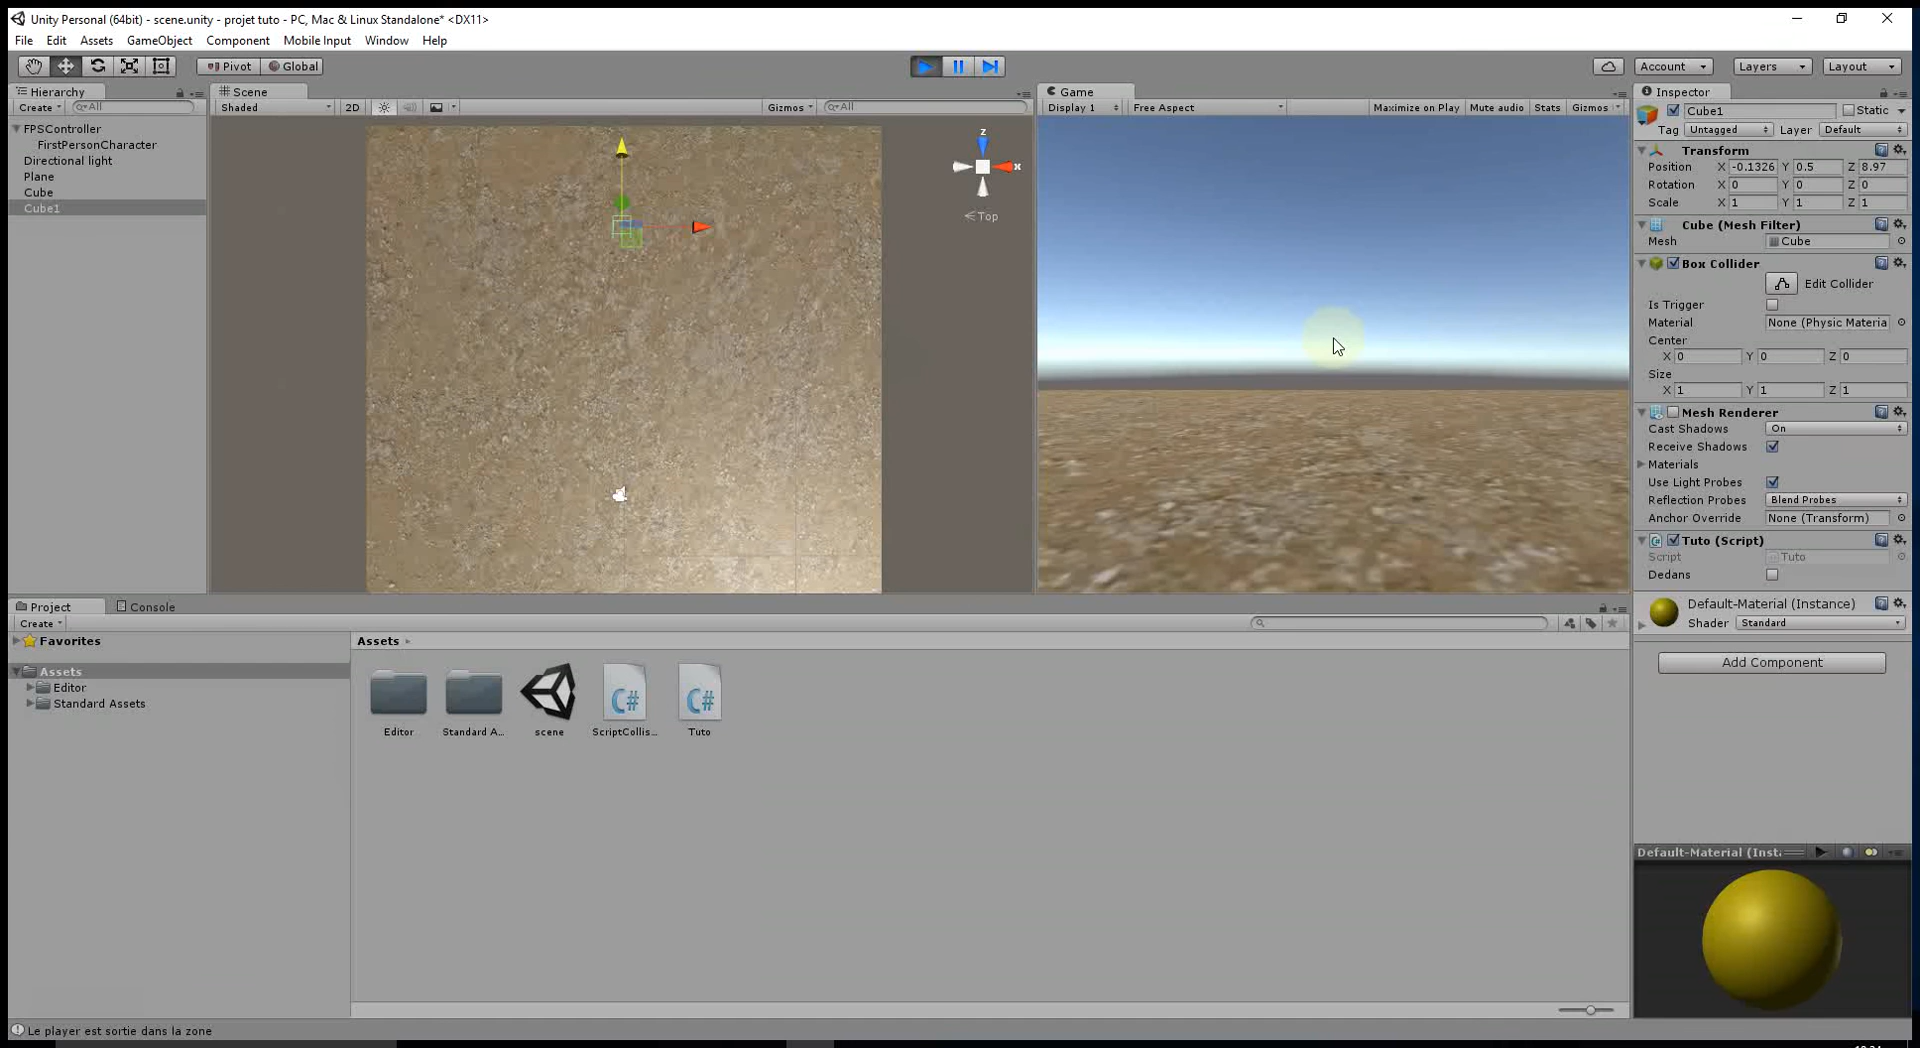 Unity Personal (64bit) - scene.unity - projet tuto - PC, Mac & Linux Standalone* <DX11>
File Edit Assets GameObject Component Mobile Input Window Help
Pivot Global Account Layers Layout
Hierarchy
Create All
FPSController
FirstPersonCharacter
Directional light
Plane
Cube
Cube1
Scene
Shaded 2D Gizmos All
z
x
Top
Game
Display 1 Free Aspect Maximize on Play Mute audio Stats Gizmos
Inspector
Cube1 Static
Tag Untagged Layer Default
Transform
Position X -0.1326 Y 0.5 Z 8.97
Rotation X 0 Y 0 Z 0
Scale X 1 Y 1 Z 1
Cube (Mesh Filter)
Mesh Cube
Box Collider
Edit Collider
Is Trigger
Material None (Physic Materia
Center
X 0 Y 0 Z 0
Size
X 1 Y 1 Z 1
Mesh Renderer
Cast Shadows On
Receive Shadows
Materials
Use Light Probes
Reflection Probes Blend Probes
Anchor Override None (Transform)
Tuto (Script)
Script Tuto
Dedans
Default-Material (Instance)
Shader Standard
Add Component
Default-Material (Inst
Project Console
Create
Favorites
Assets
Editor
Standard Assets
Assets
Editor Standard A... scene ScriptCollis... Tuto
C# C#
Le player est sortie dans la zone